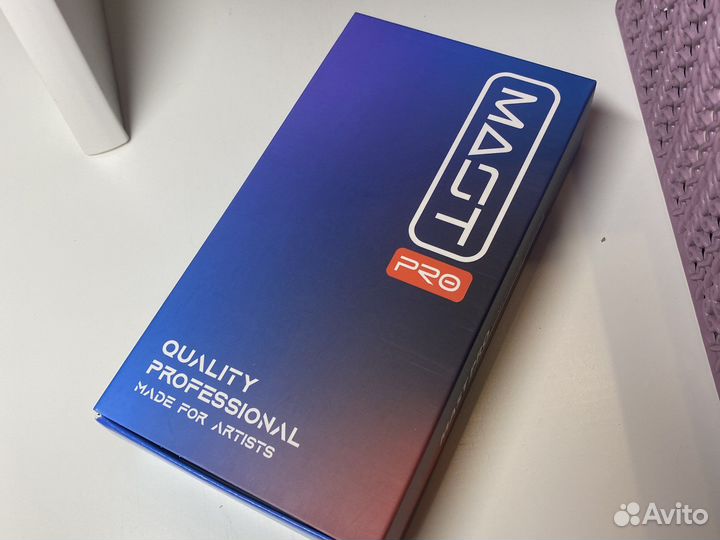 MAST
PRO
QUALITY
PROFESSIONAL
MADE FOR ARTISTS
Avito